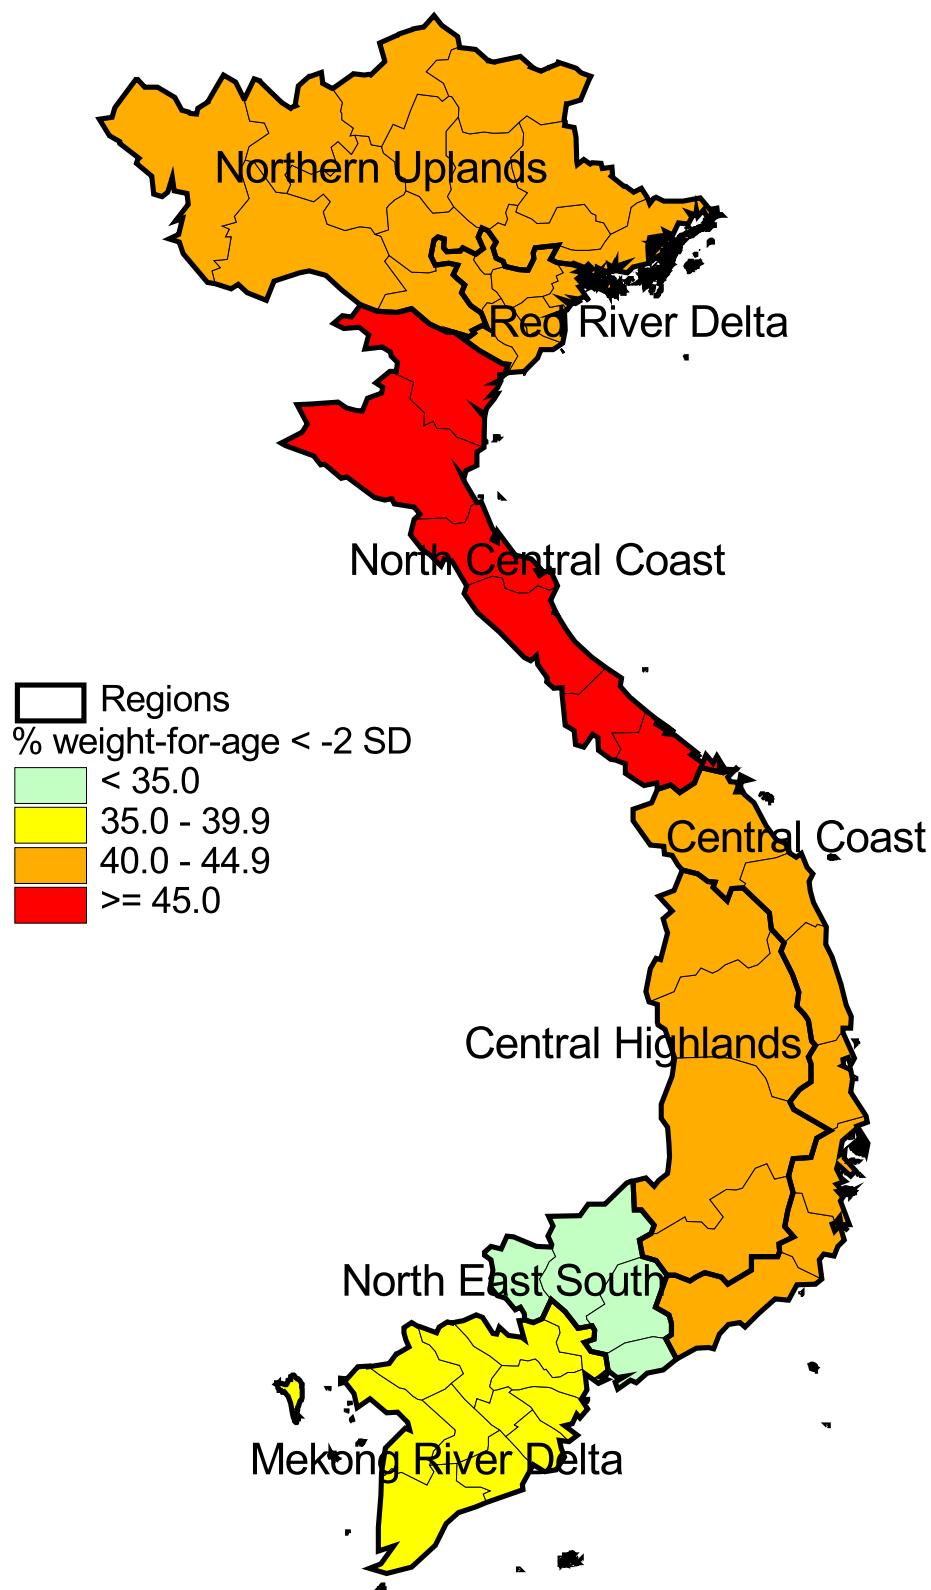 Northern Uplands
Red River Delta
North Central Coast
Regions
% weight-for-age < -2 SD
< 35.0
35.0 - 39.9
40.0 - 44.9
>= 45.0
Central Coast
Central Highlands
North East South
Mekong River Delta